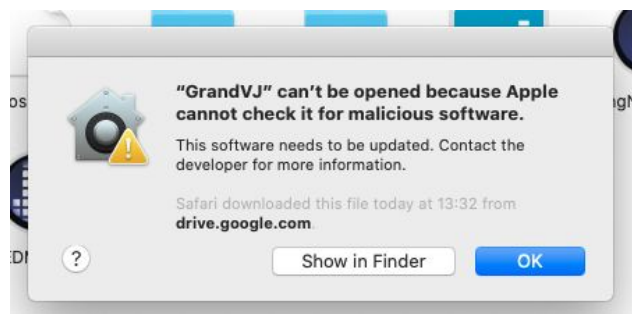 “GrandVJ” can’t be opened because Apple
cannot check it for malicious software.
This software needs to be updated. Contact the
developer for more information.
Safari downloaded this file today at 13:32 from
drive.google.com.
?
Show in Finder
OK